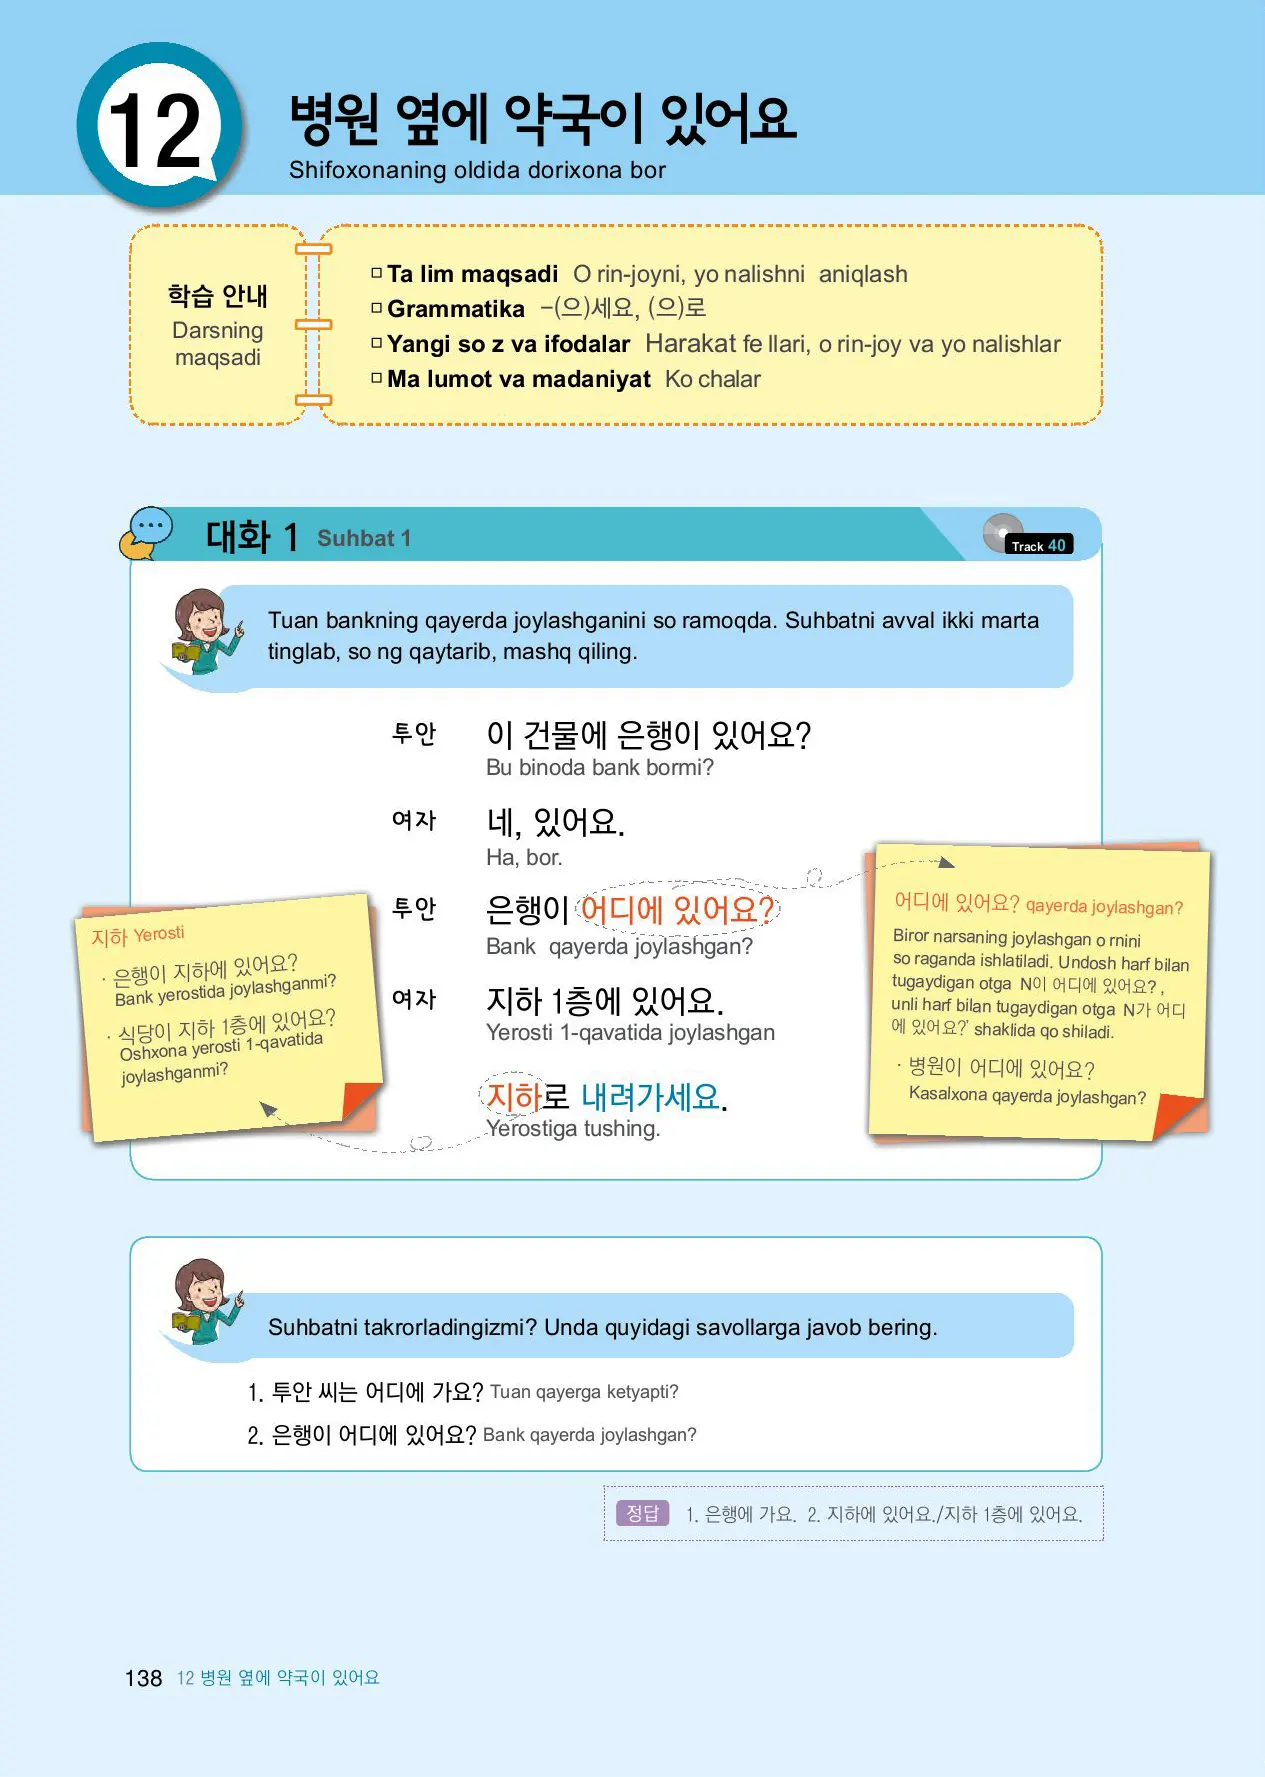 12
병원 옆에 약국이 있어요
Shifoxonaning oldida dorixona bor
학습 안내
Darsning
maqsadi
□ Ta lim maqsadi O rin-joyni, yo nalishni aniqlash
□ Grammatika -(으)세요, (으)로
□ Yangi so z va ifodalar Harakat fe llari, o rin-joy va yo nalishlar
□ Ma lumot va madaniyat Ko chalar
대화 1 Suhbat 1
Track 40
Tuan bankning qayerda joylashganini so ramoqda. Suhbatni avval ikki marta
tinglab, so ng qaytarib, mashq qiling.
투안 이 건물에 은행이 있어요?
Bu binoda bank bormi?
여자 네, 있어요.
Ha, bor.
투안 은행이 어디에 있어요?
Bank qayerda joylashgan?
여자 지하 1층에 있어요.
Yerosti 1-qavatida joylashgan
지하로 내려가세요.
Yerostiga tushing.
지하 Yerosti
· 은행이 지하에 있어요?
Bank yerostida joylashganmi?
· 식당이 지하 1층에 있어요?
Oshxona yerosti 1-qavatida
joylashganmi?
어디에 있어요? qayerda joylashgan?
Biror narsaning joylashgan o rnini
so raganda ishlatiladi. Undosh harf bilan
tugaydigan otga N이 어디에 있어요? ,
unli harf bilan tugaydigan otga N가 어디
에 있어요?’ shaklida qo shiladi.
· 병원이 어디에 있어요?
Kasalxona qayerda joylashgan?
Suhbatni takrorladingizmi? Unda quyidagi savollarga javob bering.
1. 투안 씨는 어디에 가요? Tuan qayerga ketyapti?
2. 은행이 어디에 있어요? Bank qayerda joylashgan?
정답 1. 은행에 가요. 2. 지하에 있어요./지하 1층에 있어요.
138 12 병원 옆에 약국이 있어요